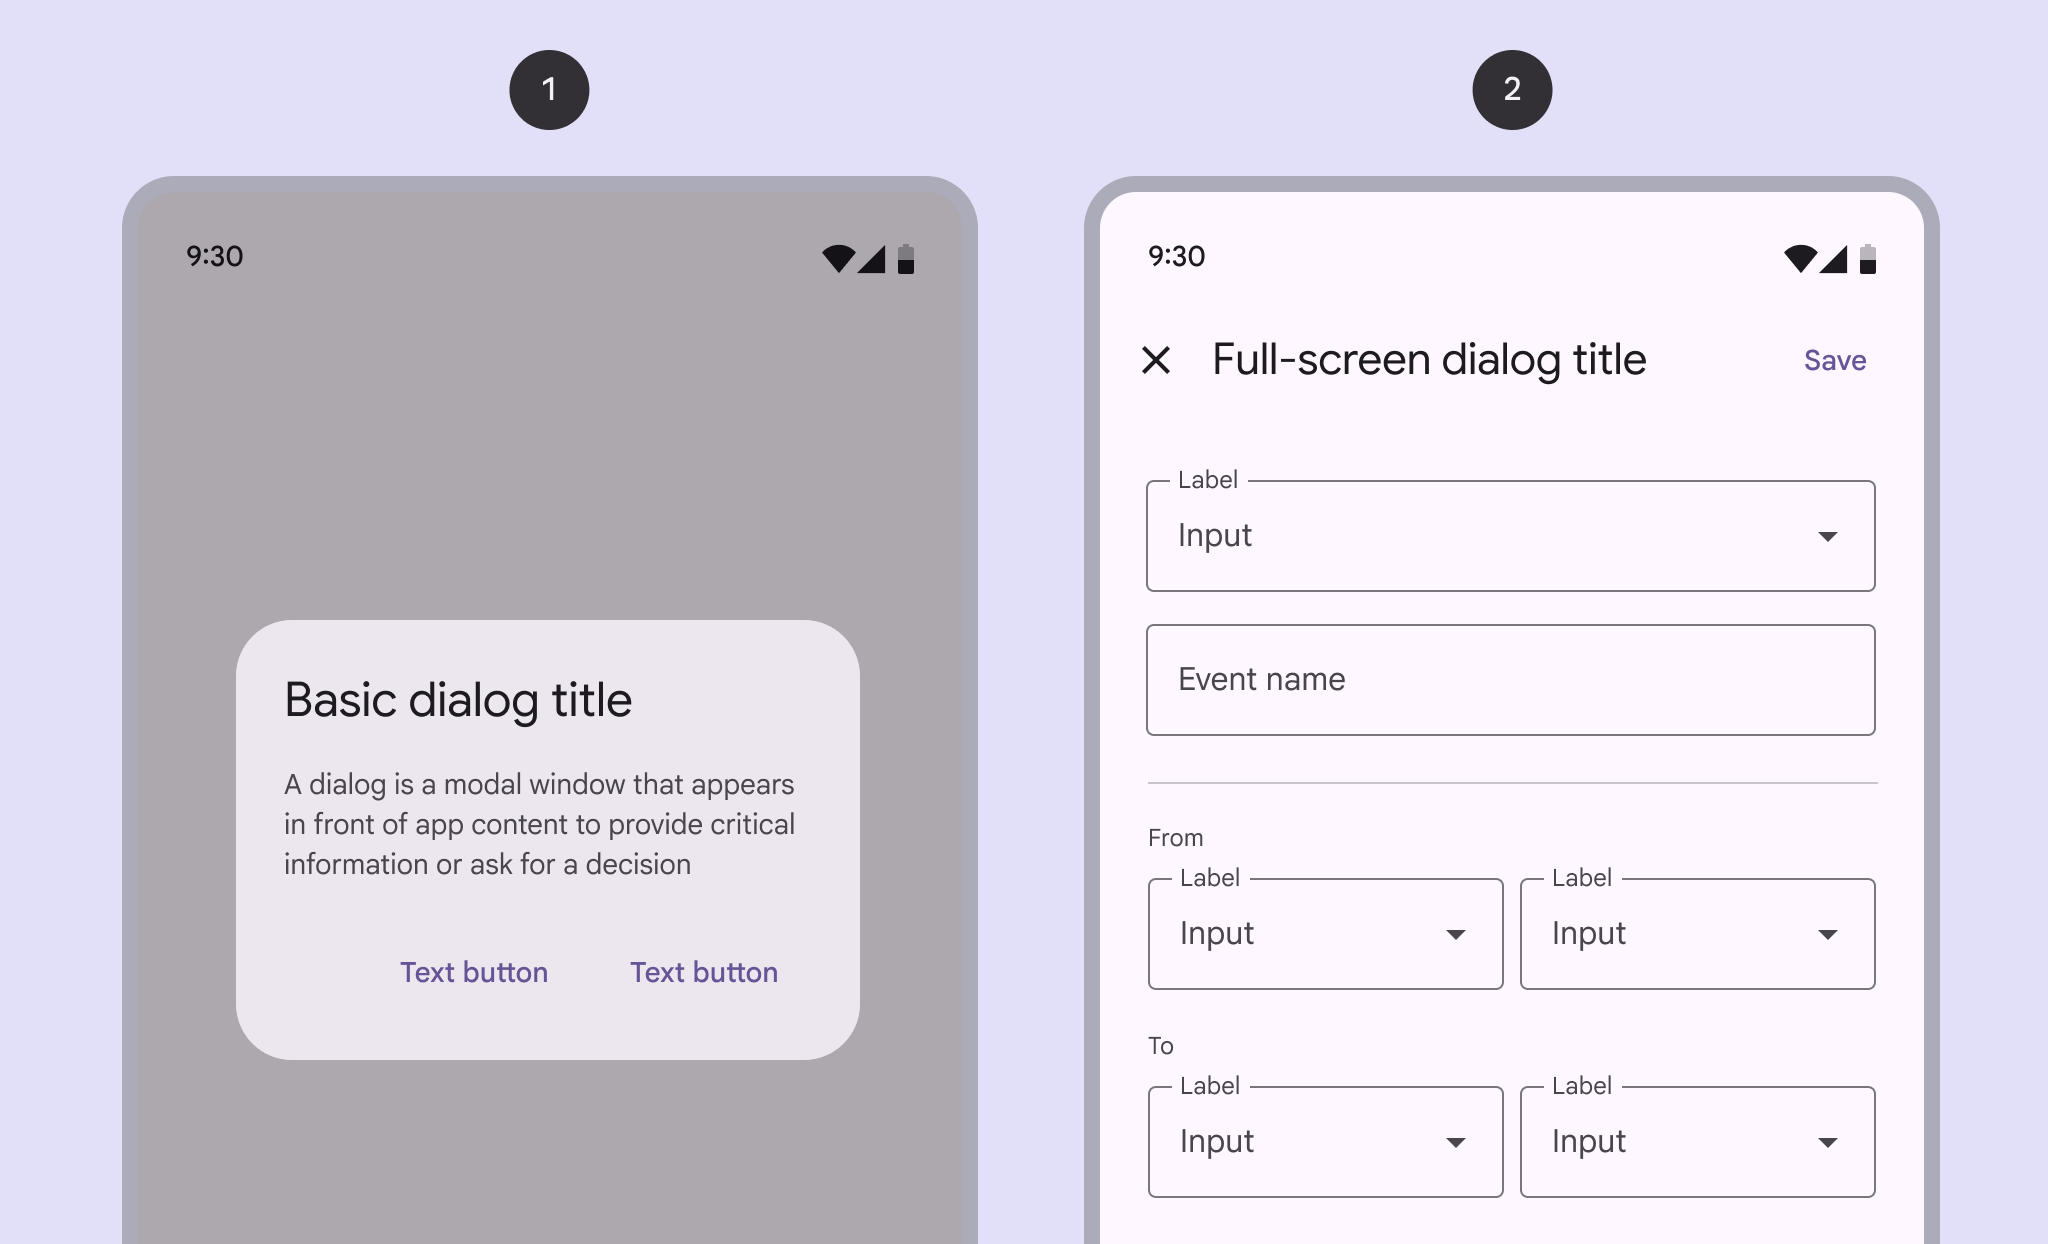 1
9:30
Basic dialog title
A dialog is a modal window that appears
in front of app content to provide critical
information or ask for a decision
Text button Text button
2
9:30
Full-screen dialog title Save
Label
Input
Event name
From
Label Label
Input Input
To
Label Label
Input Input